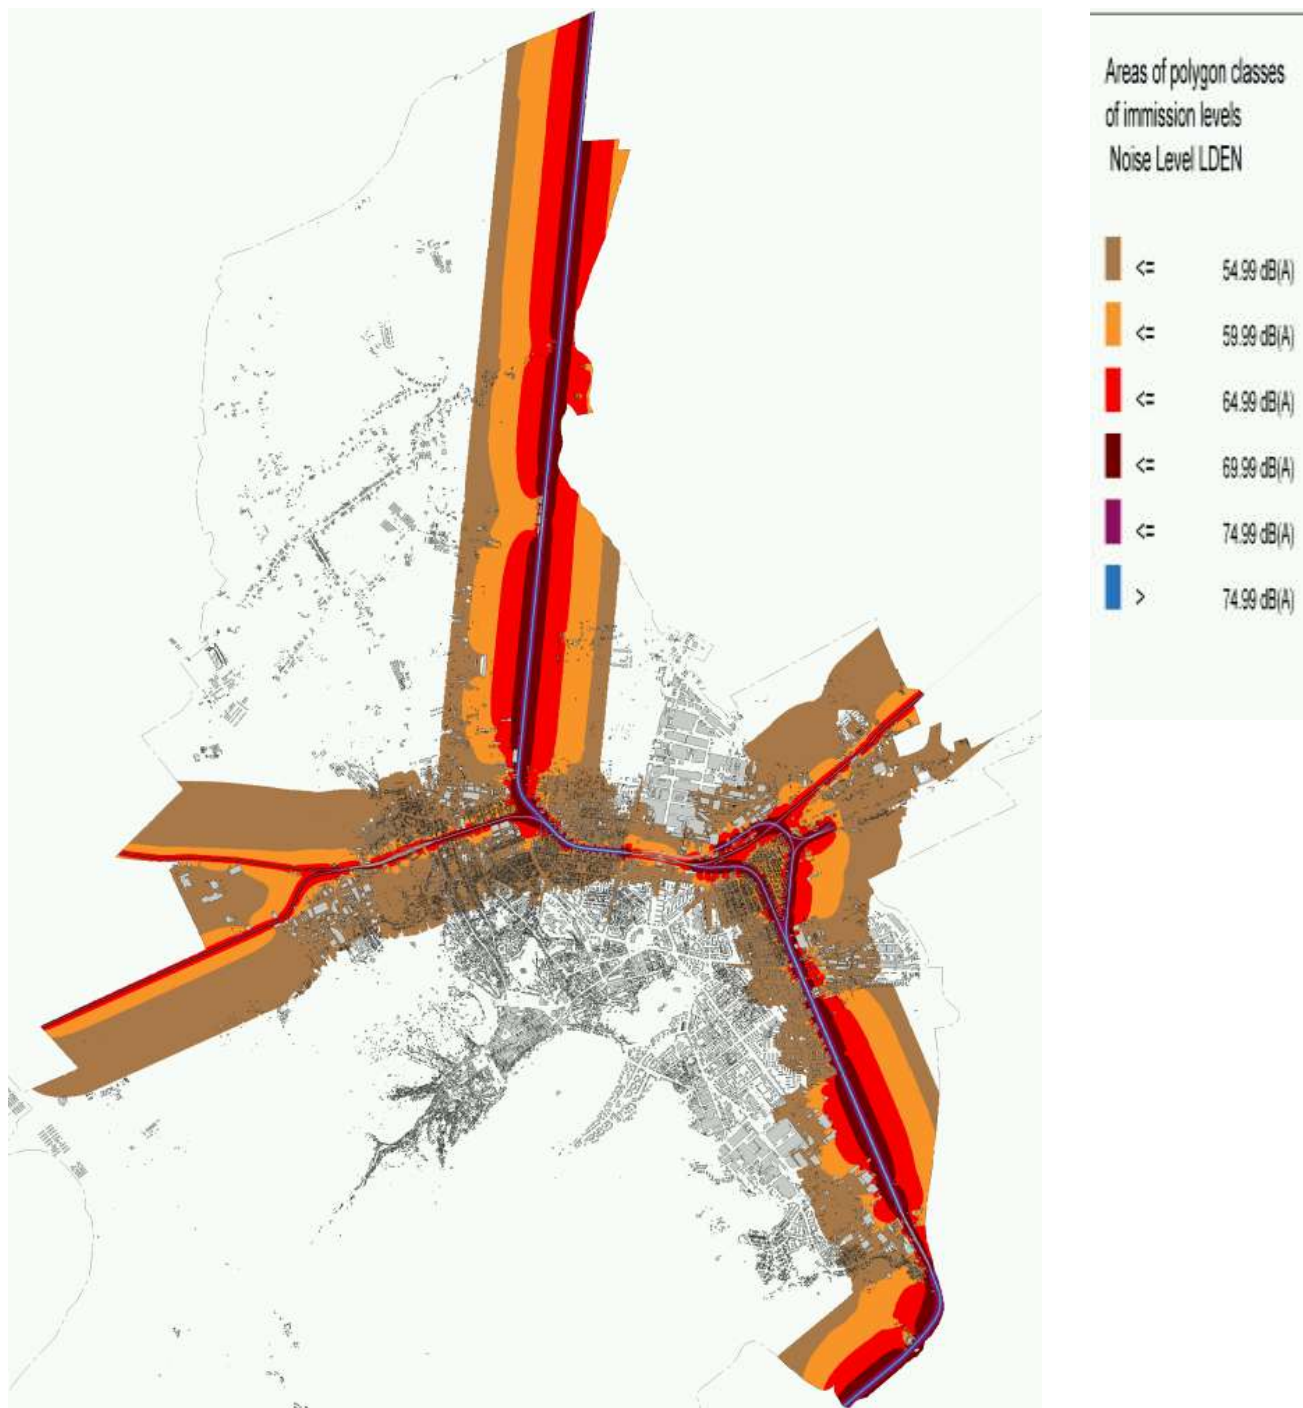 Areas of polygon classes
of immission levels
Noise Level LDEN
<= 54.99 dB(A)
<= 59.99 dB(A)
<= 64.99 dB(A)
<= 69.99 dB(A)
<= 74.99 dB(A)
> 74.99 dB(A)